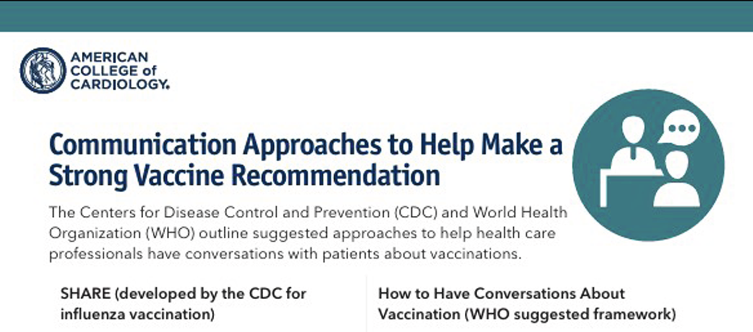 AMERICAN
COLLEGE of
CARDIOLOGY®
Communication Approaches to Help Make a
Strong Vaccine Recommendation
The Centers for Disease Control and Prevention (CDC) and World Health
Organization (WHO) outline suggested approaches to help health care
professionals have conversations with patients about vaccinations.
SHARE (developed by the CDC for
influenza vaccination)
How to Have Conversations About
Vaccination (WHO suggested framework)